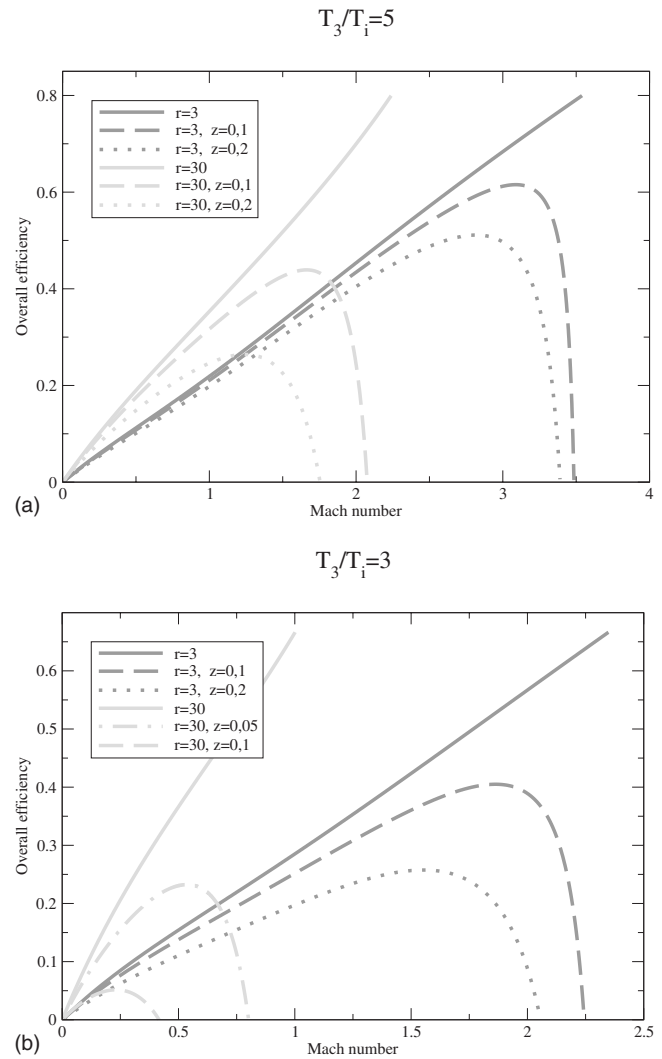 T3/Ti=5
0.8
0.6
0.4
0.2
0
Overall efficiency
r=3
r=3, z=0,1
r=3, z=0,2
r=30
r=30, z=0,1
r=30, z=0,2
0 1 2 3 4
Mach number
(a)
T3/Ti=3
0.6
0.5
0.4
0.3
0.2
0.1
0
Overall efficiency
r=3
r=3, z=0,1
r=3, z=0,2
r=30
r=30, z=0,05
r=30, z=0,1
0 0.5 1 1.5 2 2.5
Mach number
(b)